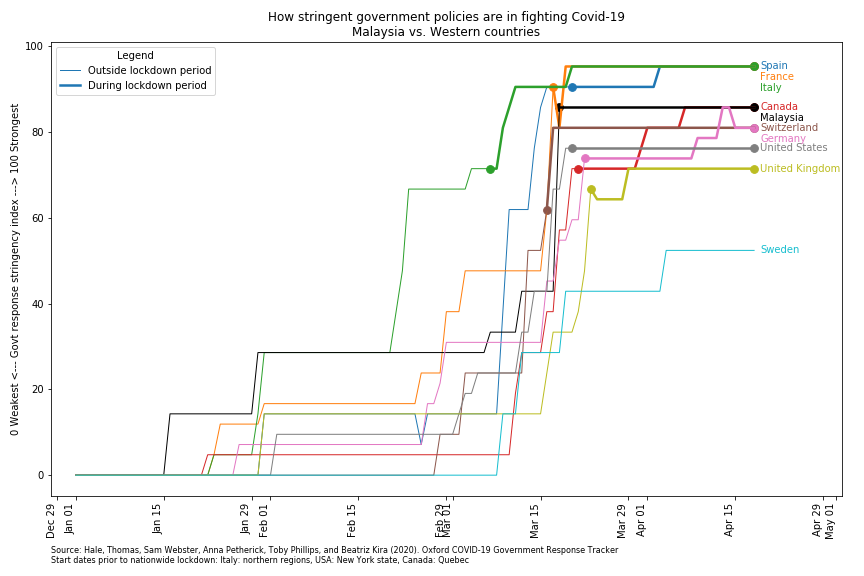 How stringent government policies are in fighting Covid-19
Malaysia vs. Western countries
0 Weakest <--- Govt response stringency index ---> 100 Strongest
100
80
60
40
20
0
Legend
Outside lockdown period
During lockdown period
Spain
France
Italy
Canada
Malaysia
Switzerland
Germany
United States
United Kingdom
Sweden
Dec 29
Jan 01
Jan 15
Jan 29
Feb 01
Feb 15
Feb 29
Mar 01
Mar 15
Mar 29
Apr 01
Apr 15
Apr 29
May 01
Source: Hale, Thomas, Sam Webster, Anna Petherick, Toby Phillips, and Beatriz Kira (2020). Oxford COVID-19 Government Response Tracker
Start dates prior to nationwide lockdown: Italy: northern regions, USA: New York state, Canada: Quebec